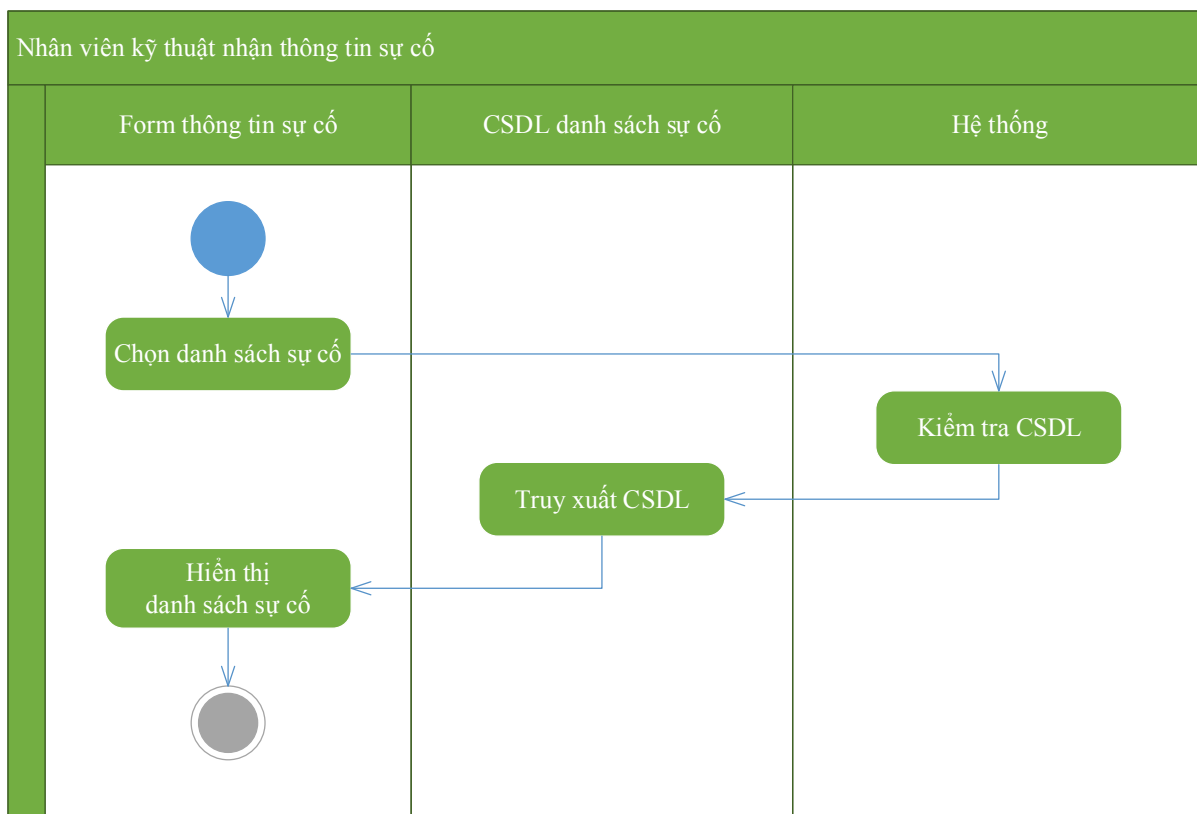 Nhân viên kỹ thuật nhận thông tin sự cố
Form thông tin sự cố
CSDL danh sách sự cố
Hệ thống
Chọn danh sách sự cố
Kiểm tra CSDL
Truy xuất CSDL
Hiển thị
danh sách sự cố